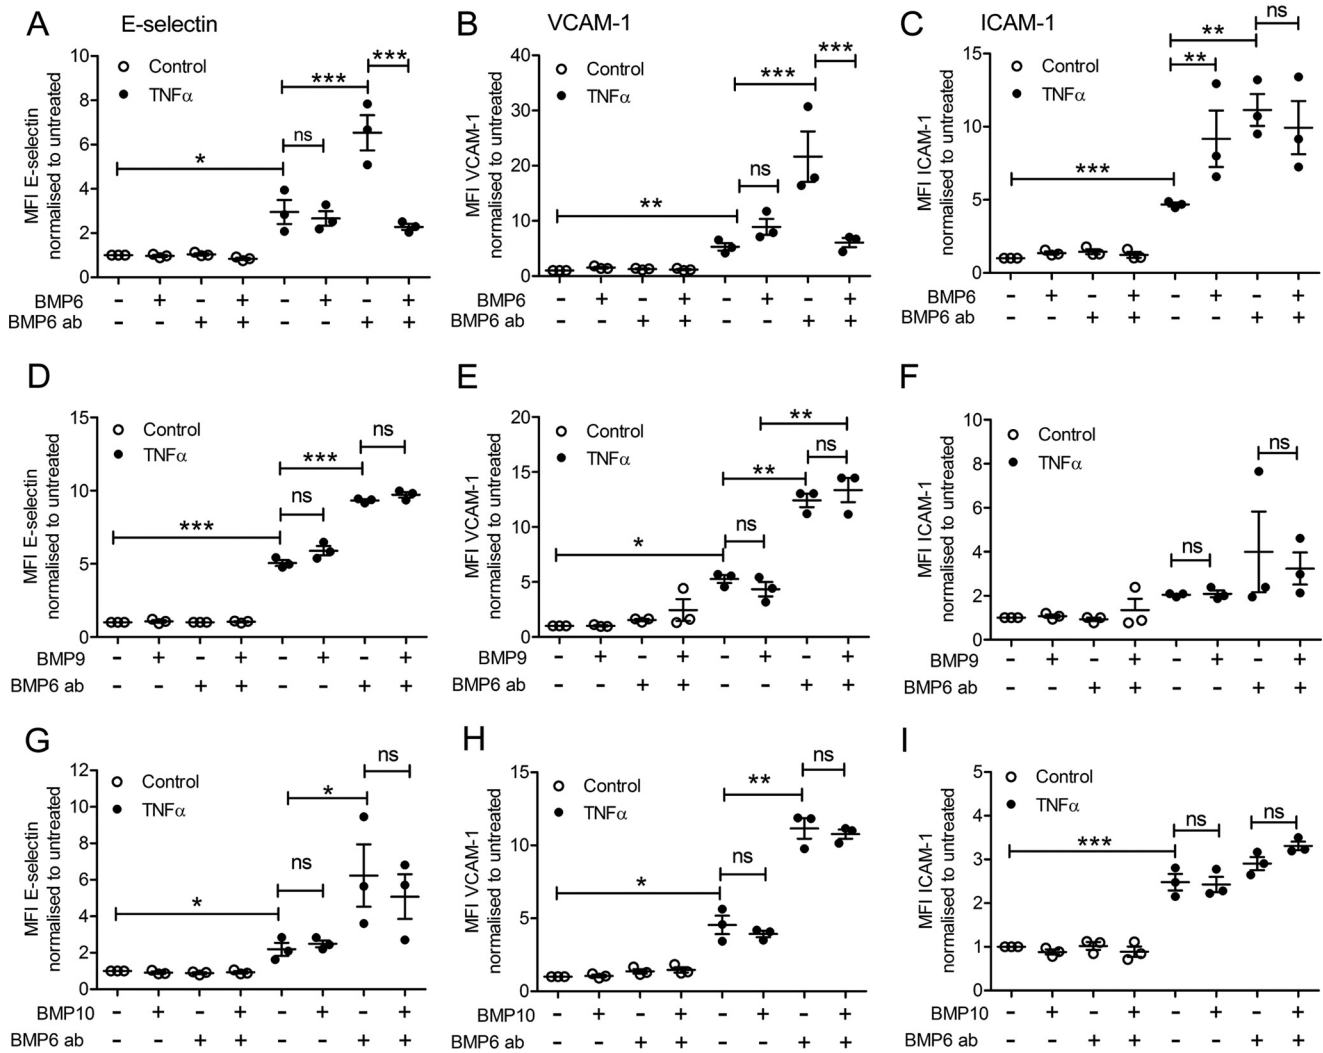 A E-selectin
MFI E-selectin
normalised to untreated
10
8
6
4
2
0
Control
TNFα
*
***
ns
***
BMP6 - + - + - + - +
BMP6 ab - - + + - - + +
B VCAM-1
MFI VCAM-1
normalised to untreated
40
30
20
10
0
Control
TNFα
**
***
ns
***
BMP6 - + - + - + - +
BMP6 ab - - + + - - + +
C ICAM-1
MFI ICAM-1
normalised to untreated
15
10
5
0
Control
TNFα
***
**
**
ns
BMP6 - + - + - + - +
BMP6 ab - - + + - - + +
D
MFI E-selectin
normalised to untreated
15
10
5
0
Control
TNFα
***
***
ns
ns
BMP9 - + - + - + - +
BMP6 ab - - + + - - + +
E
MFI VCAM-1
normalised to untreated
20
15
10
5
0
Control
TNFα
*
**
ns
**
ns
BMP9 - + - + - + - +
BMP6 ab - - + + - - + +
F
MFI ICAM-1
normalised to untreated
10
8
6
4
2
0
Control
TNFα
ns
ns
BMP9 - + - + - + - +
BMP6 ab - - + + - - + +
G
MFI E-selectin
normalised to untreated
12
10
8
6
4
2
0
Control
TNFα
*
*
ns
ns
BMP10 - + - + - + - +
BMP6 ab - - + + - - + +
H
MFI VCAM-1
normalised to untreated
15
10
5
0
Control
TNFα
*
**
ns
ns
BMP10 - + - + - + - +
BMP6 ab - - + + - - + +
I
MFI ICAM-1
normalised to untreated
5
4
3
2
1
0
Control
TNFα
***
ns
ns
BMP10 - + - + - + - +
BMP6 ab - - + + - - + +